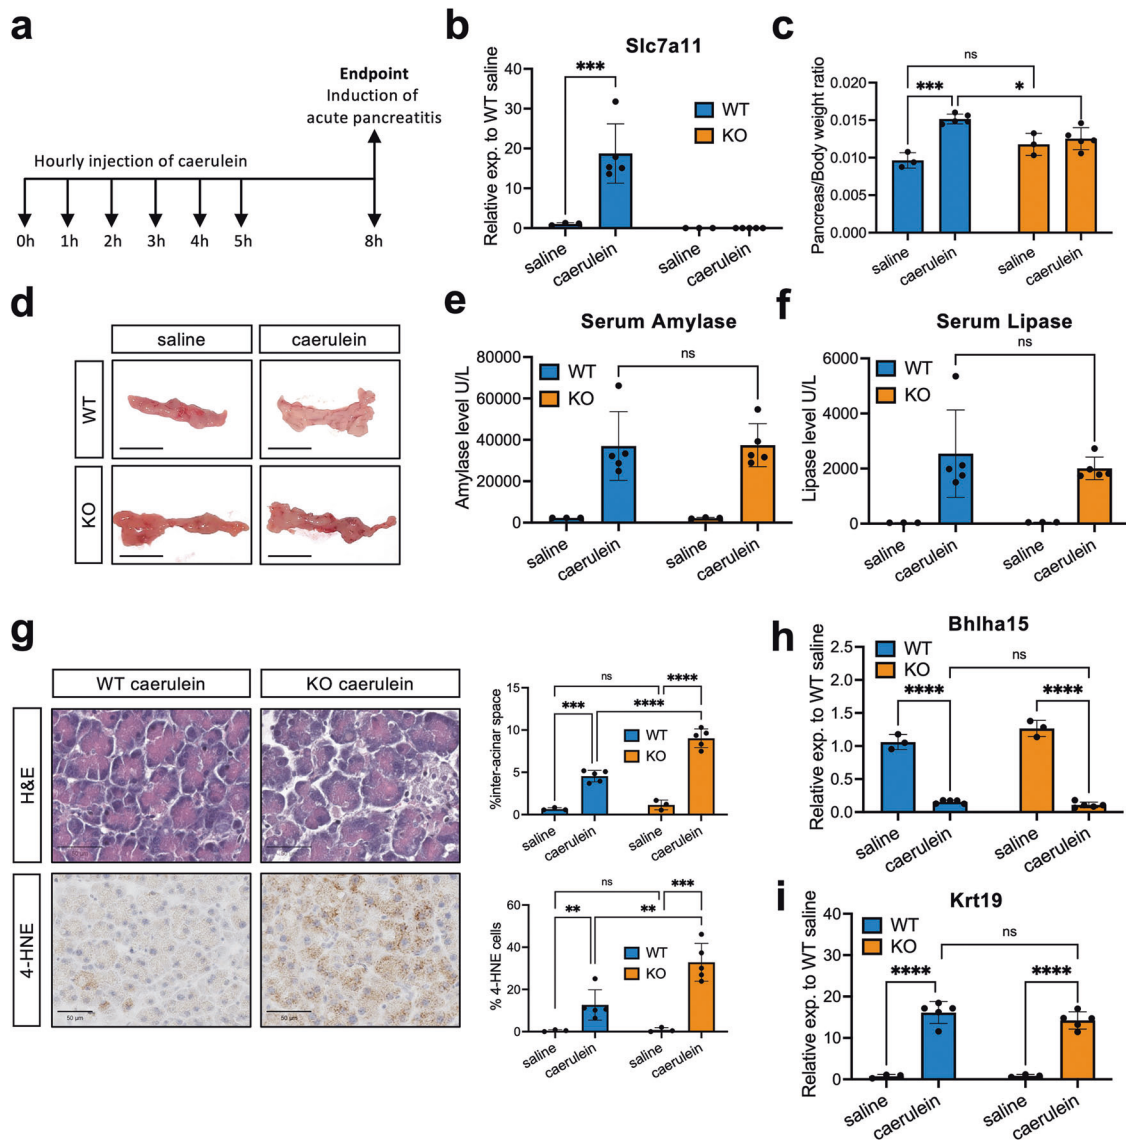 a
Endpoint
Induction of
acute pancreatitis
Hourly injection of caerulein
0h 1h 2h 3h 4h 5h 8h
b
Slc7a11
Relative exp. to WT saline
40
30
20
10
0
***
WT
KO
saline caerulein saline caerulein
c
Pancreas/Body weight ratio
0.020
0.015
0.010
0.005
0.000
ns
*** *
saline caerulein saline caerulein
d
saline caerulein
WT
KO
e
Serum Amylase
Amylase level U/L
80000
60000
40000
20000
0
WT
KO
ns
saline caerulein saline caerulein
f
Serum Lipase
Lipase level U/L
6000
4000
2000
0
WT
KO
ns
saline caerulein saline caerulein
g
WT caerulein KO caerulein
H&E
4-HNE
50 µm 50 µm
%inter-acinar space
15
10
5
0
ns ****
*** ****
WT
KO
saline caerulein saline caerulein
% 4-HNE cells
60
40
20
0
ns ***
** **
WT
KO
saline caerulein saline caerulein
h
Bhlha15
Relative exp. to WT saline
2.5
2.0
1.5
1.0
0.5
0.0
WT
KO
ns
**** ****
saline caerulein saline caerulein
i
Krt19
Relative exp. to WT saline
40
30
20
10
0
WT
KO
ns
**** ****
saline caerulein saline caerulein